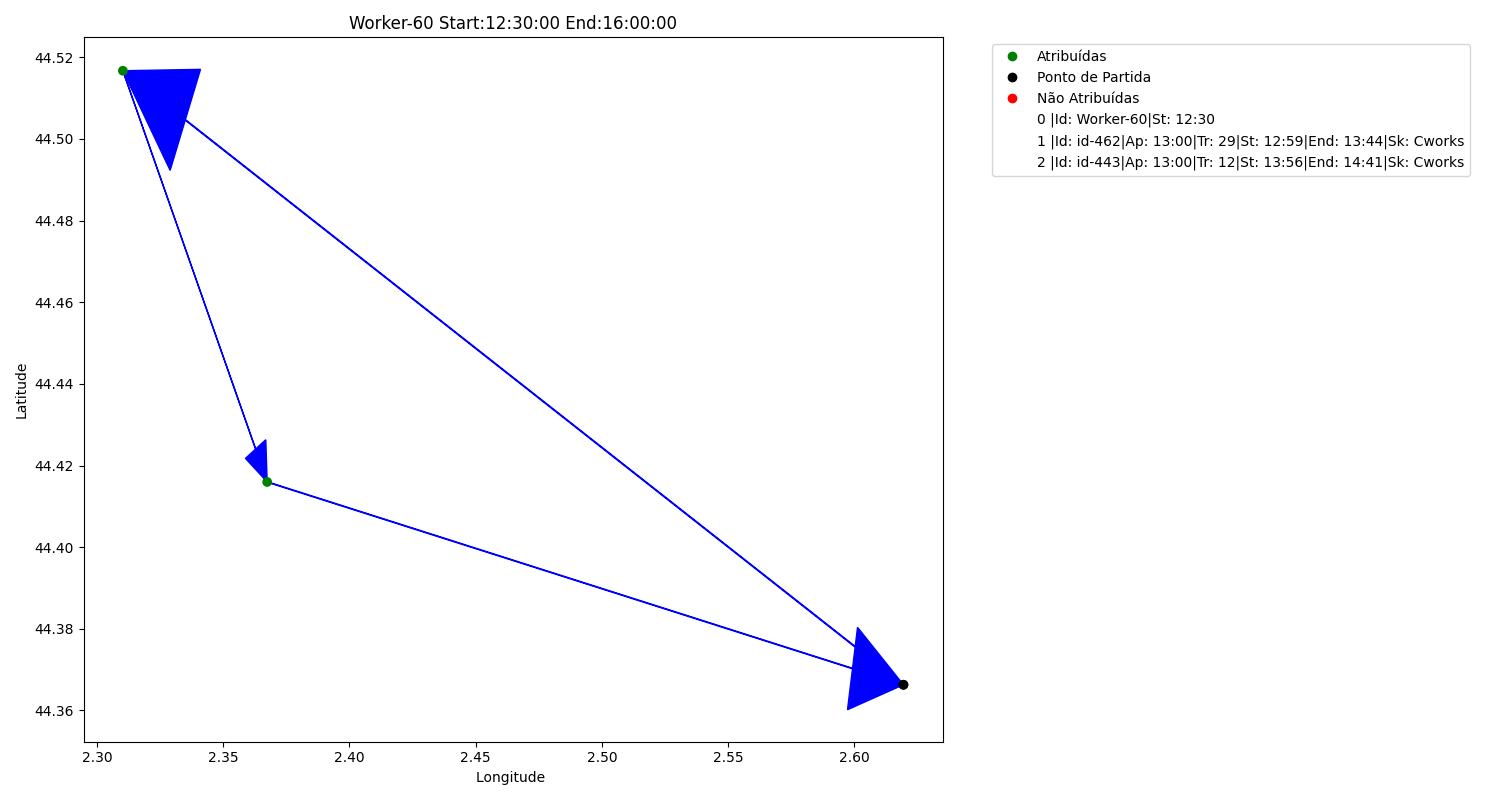 Worker-60 Start:12:30:00 End:16:00:00
44.52
44.50
44.48
44.46
44.44
44.42
44.40
44.38
44.36
Latitude
2.30
2.35
2.40
2.45
2.50
2.55
2.60
Longitude
Atribuídas
Ponto de Partida
Não Atribuídas
0 |Id: Worker-60|St: 12:30
1 |Id: id-462|Ap: 13:00|Tr: 29|St: 12:59|End: 13:44|Sk: Cworks
2 |Id: id-443|Ap: 13:00|Tr: 12|St: 13:56|End: 14:41|Sk: Cworks